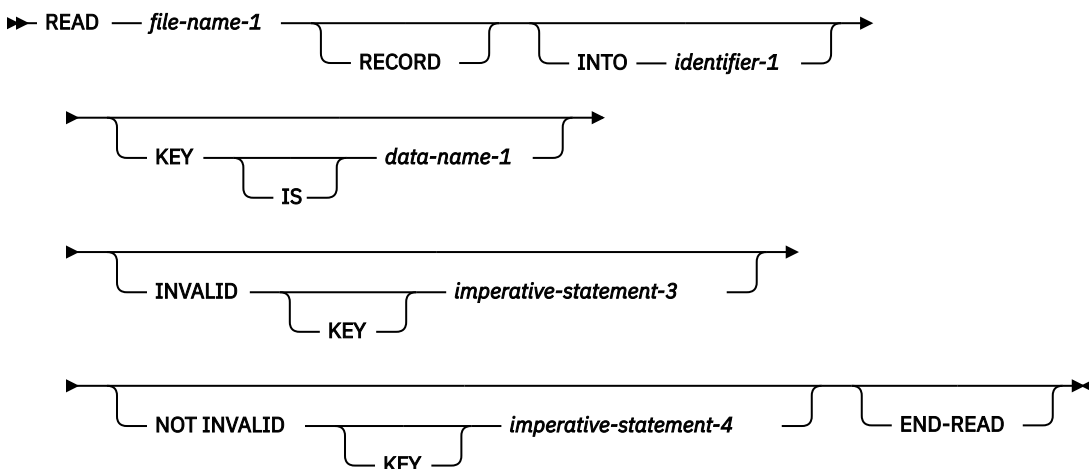 READ file-name-1
RECORD INTO identifier-1
KEY data-name-1
IS
INVALID imperative-statement-3
KEY
NOT INVALID imperative-statement-4 END-READ
KEY